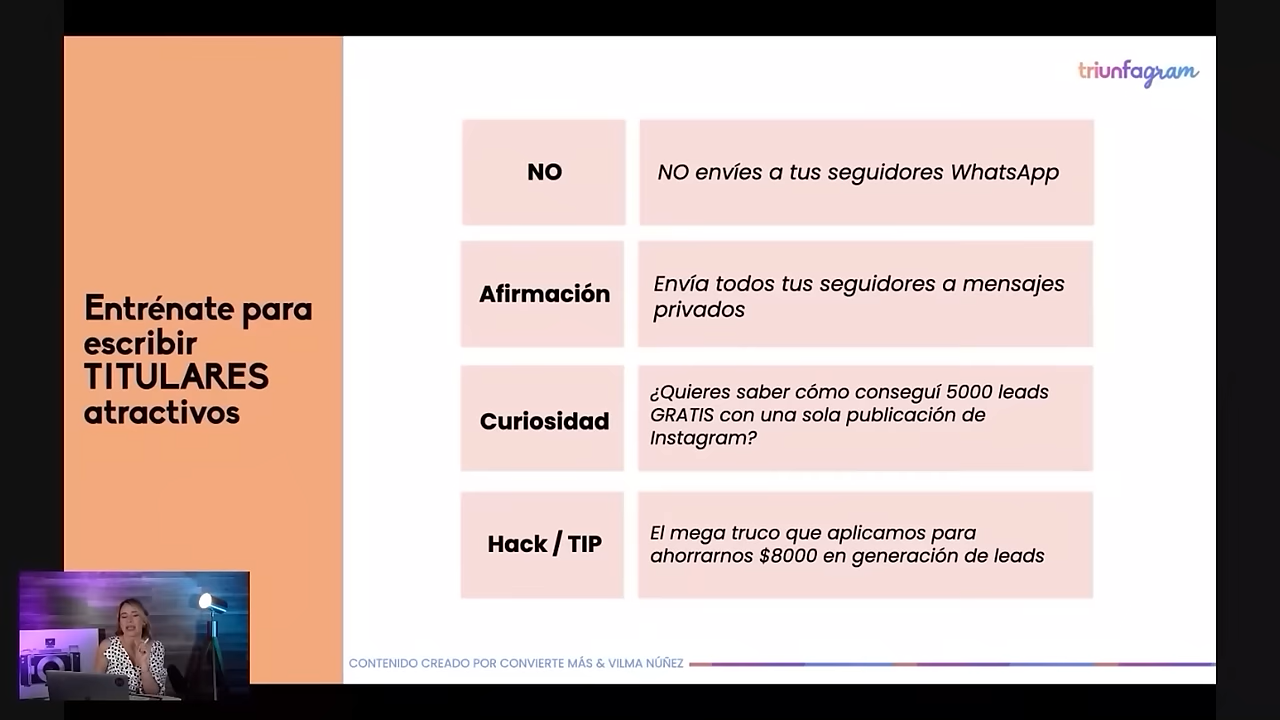 triunfagram
Entrénate para
escribir
TITULARES
atractivos
NO
NO envíes a tus seguidores WhatsApp
Afirmación
Envía todos tus seguidores a mensajes
privados
Curiosidad
¿Quieres saber cómo conseguí 5000 leads
GRATIS con una sola publicación de
Instagram?
Hack / TIP
El mega truco que aplicamos para
ahorrarnos $8000 en generación de leads
CONTENIDO CREADO POR CONVIERTE MÁS & VILMA NÚÑEZ